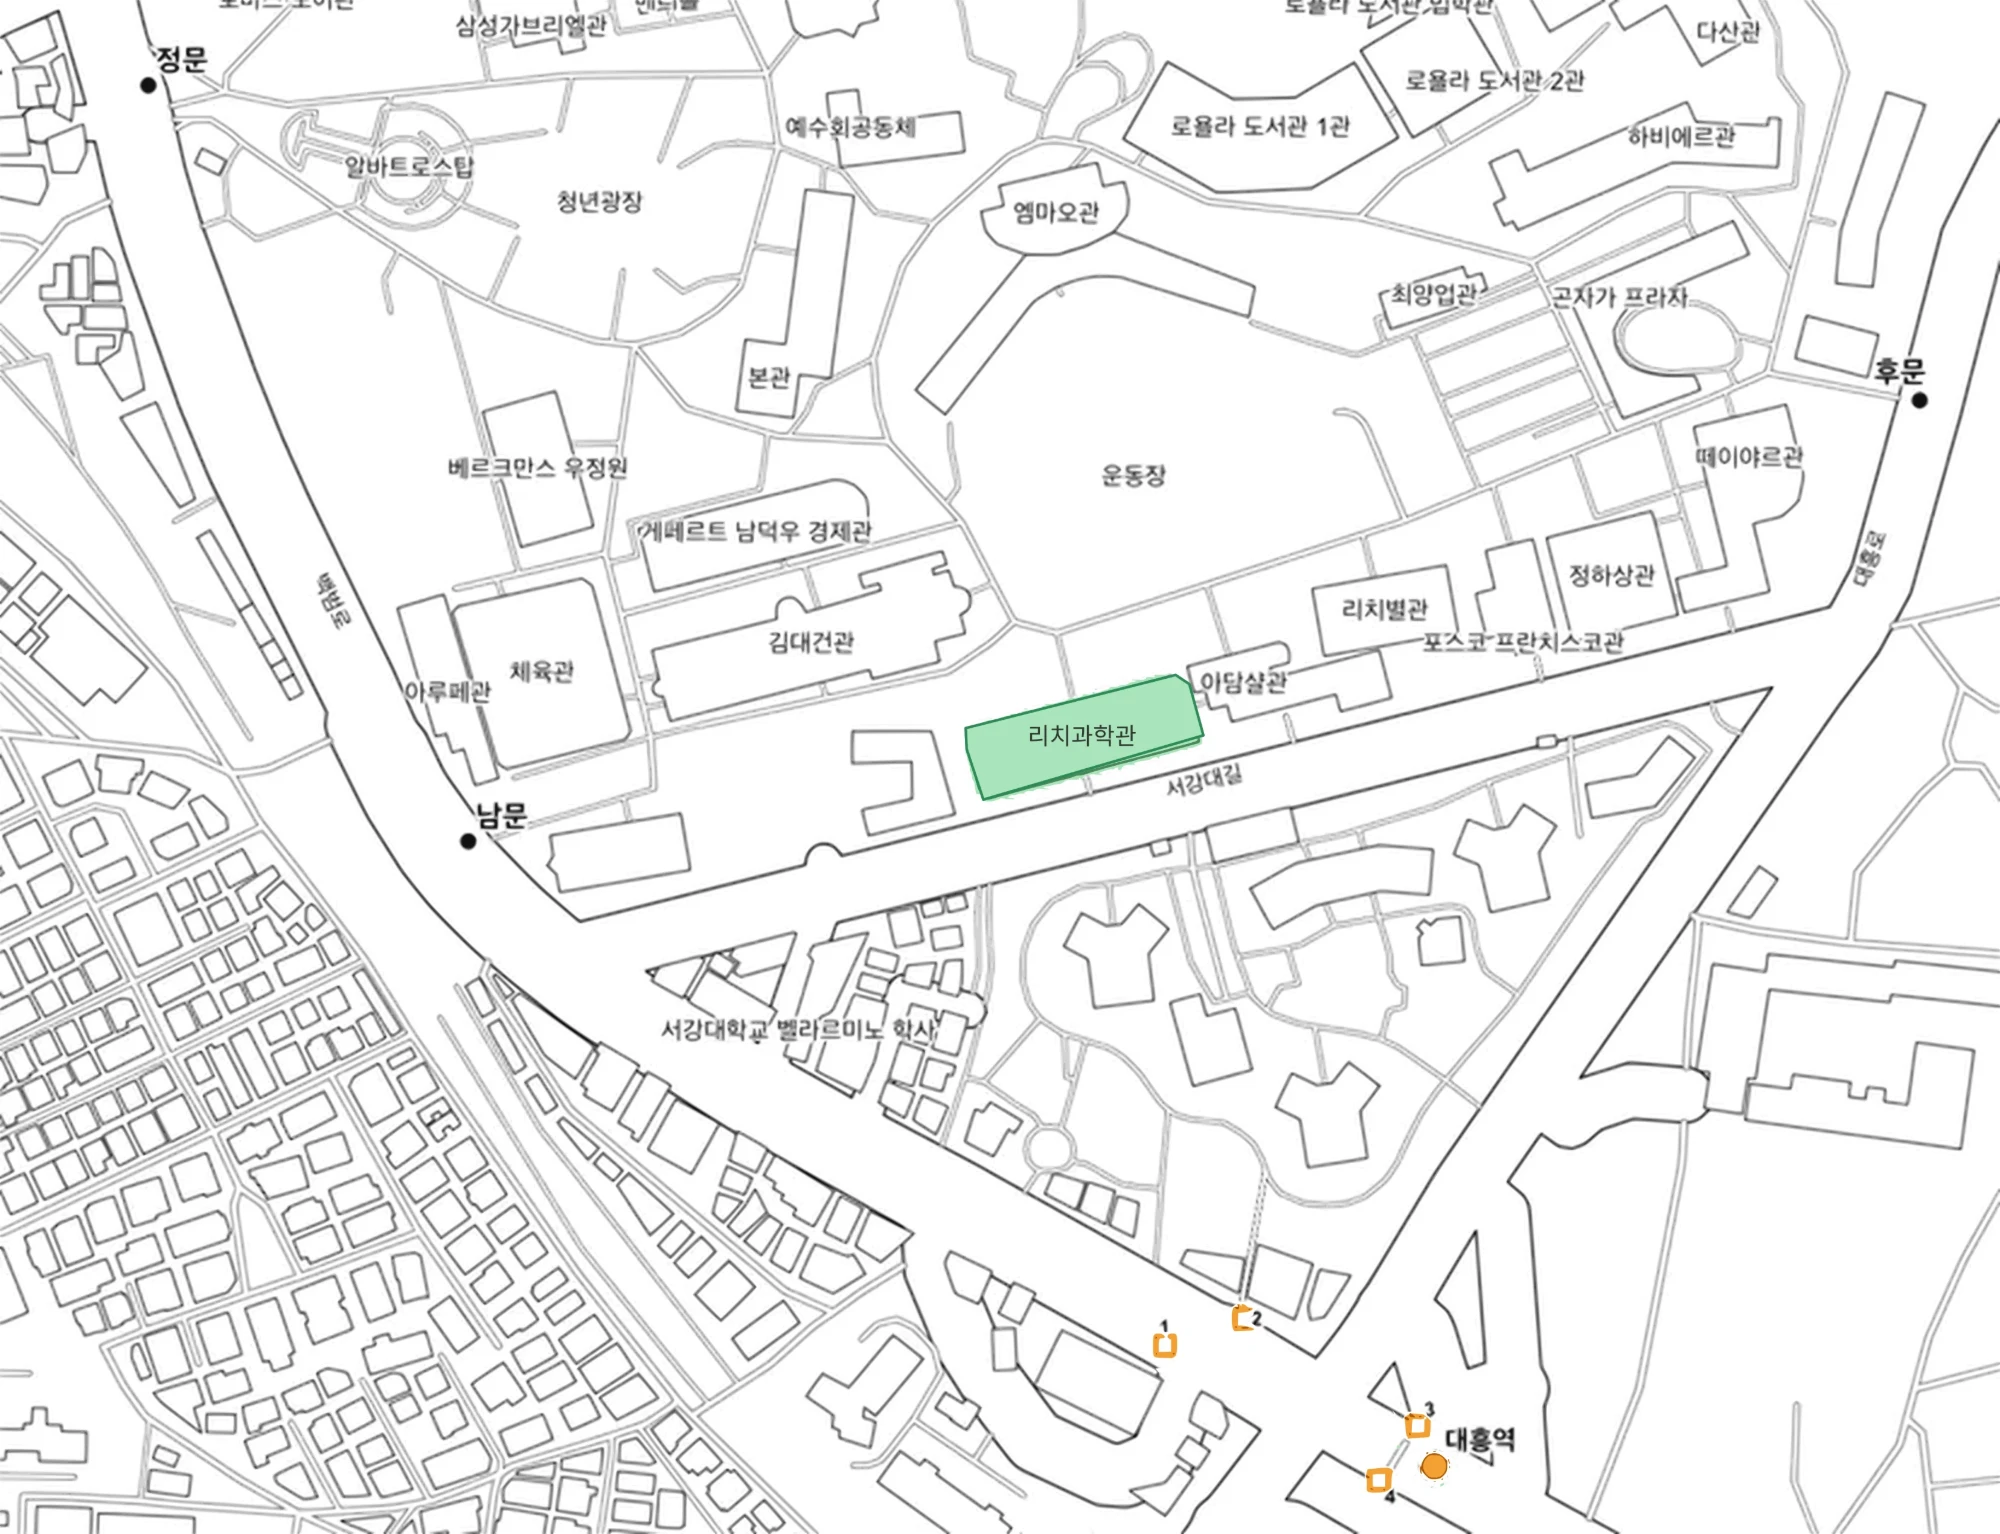 삼성가브리엘관
다산관
정문
로욜라 도서관 2관
예수회공동체
로욜라 도서관 1관
하비에르관
알바트로스탑
청년광장
엠마오관
최양업관
곤자가 프라자
본관
후문
베르크만스 우정원
운동장
떼이야르관
게페르트 남덕우 경제관
정하상관
대흥로
백범로
리치별관
김대건관
포스코 프란치스코관
체육관
아루페관
아담샬관
리치과학관
서강대길
남문
서강대학교 벨라르미노 학사
1
2
3
대흥역
4